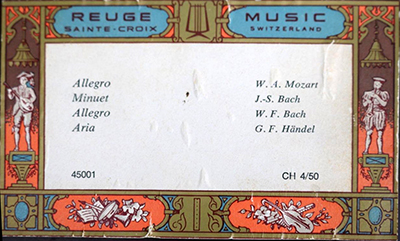 REUGE MUSIC
SAINTE-CROIX SWITZERLAND
Allegro W. A. Mozart
Minuet J.-S. Bach
Allegro W. F. Bach
Aria G. F. Händel
45001 CH 4/50